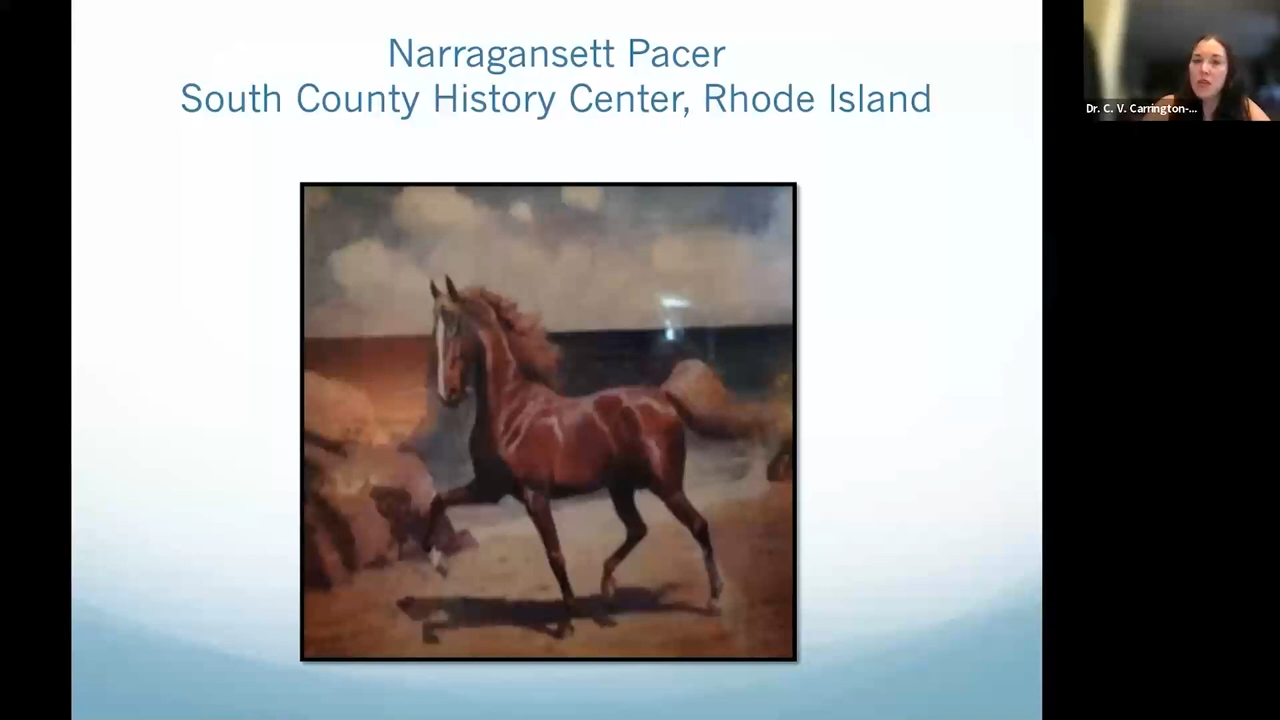 Narragansett Pacer
South County History Center, Rhode Island
Dr. C. V. Carrington-...